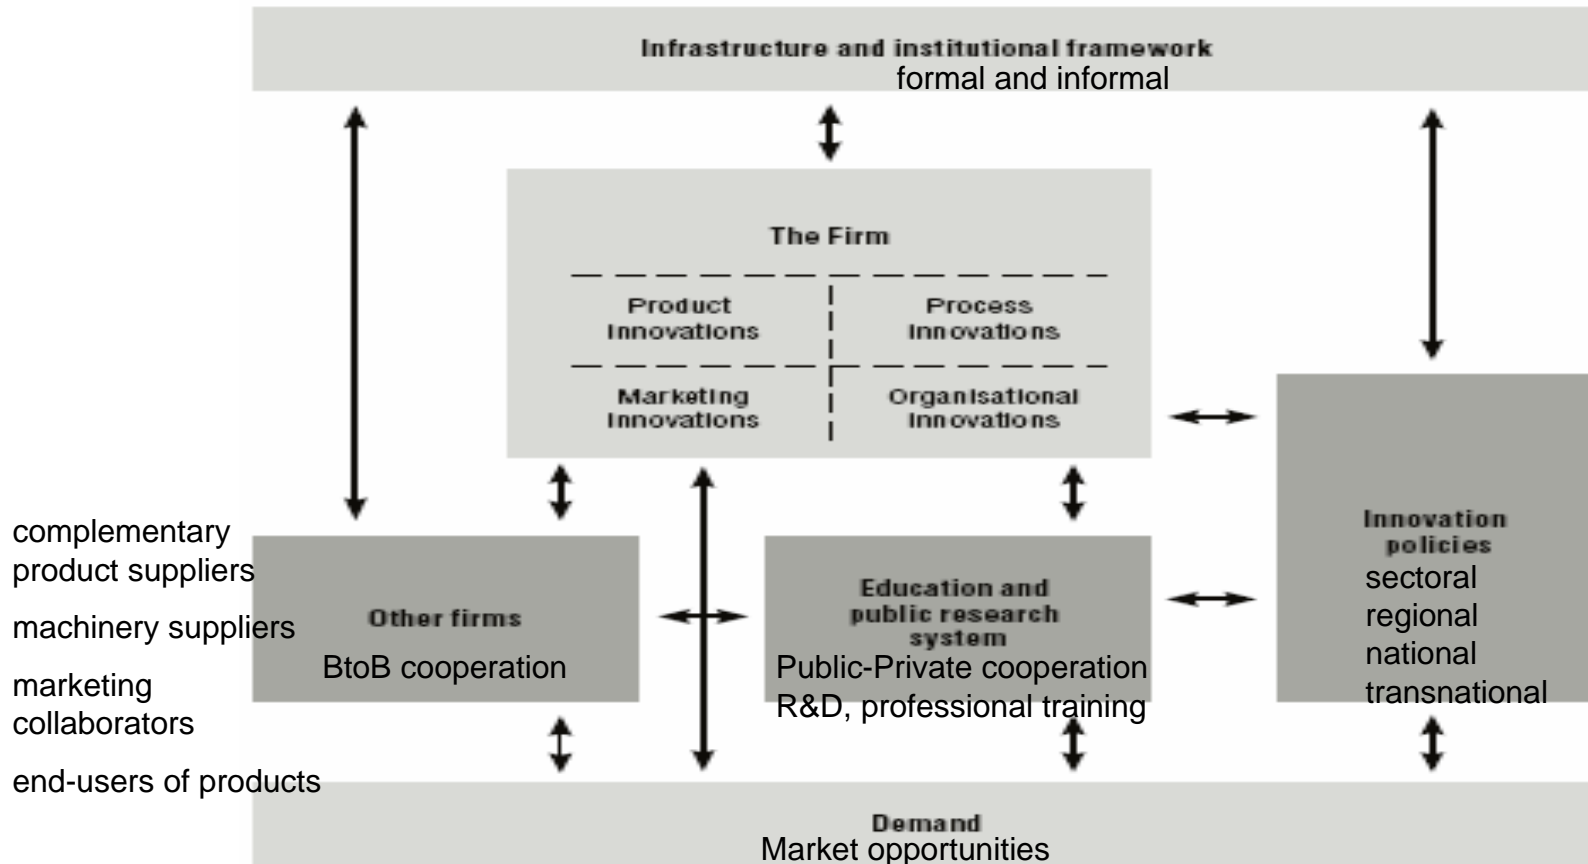 Infrastructure and institutional framework
formal and informal
The Firm
Product
Innovations
Process
Innovations
Marketing
Innovations
Organisational
Innovations
complementary
product suppliers
machinery suppliers
marketing
collaborators
end-users of products
Other firms
BtoB cooperation
Education and
public research
system
Public-Private cooperation
R&D, professional training
Innovation
policies
sectoral
regional
national
transnational
Demand
Market opportunities